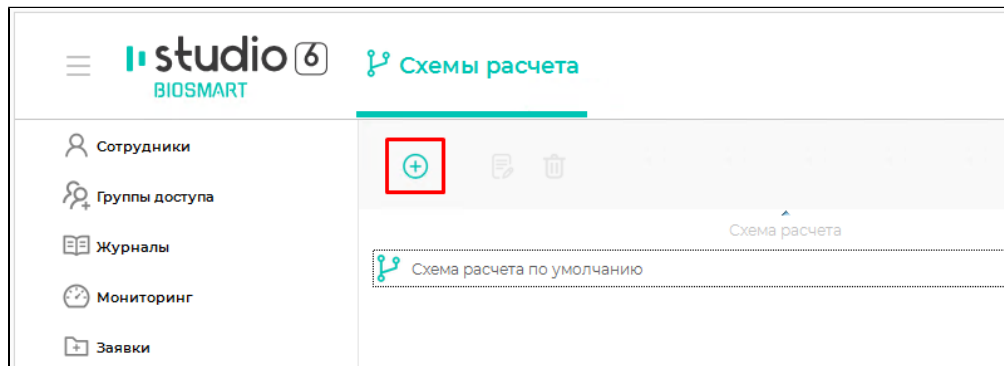 studio 6
BIOSMART
Схемы расчета
Сотрудники
Группы доступа
Журналы
Мониторинг
Заявки
Схема расчета
Схема расчета по умолчанию